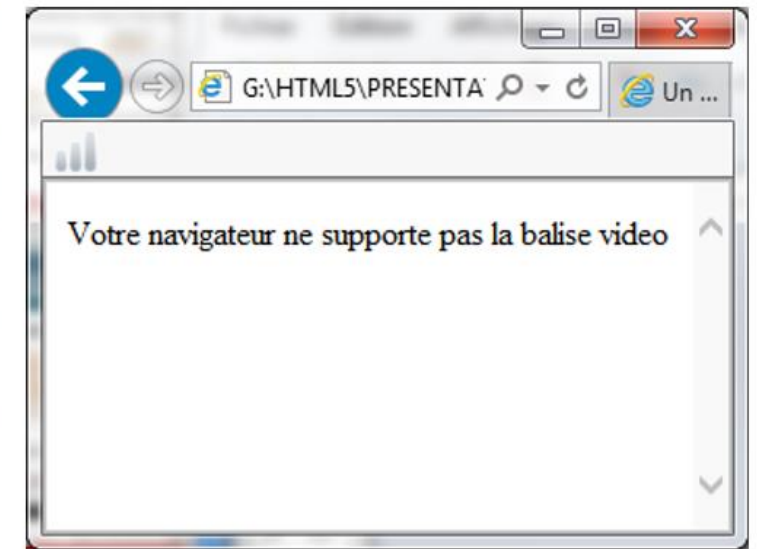 G:\HTML5\PRESENTA
Un ...
Votre navigateur ne supporte pas la balise video